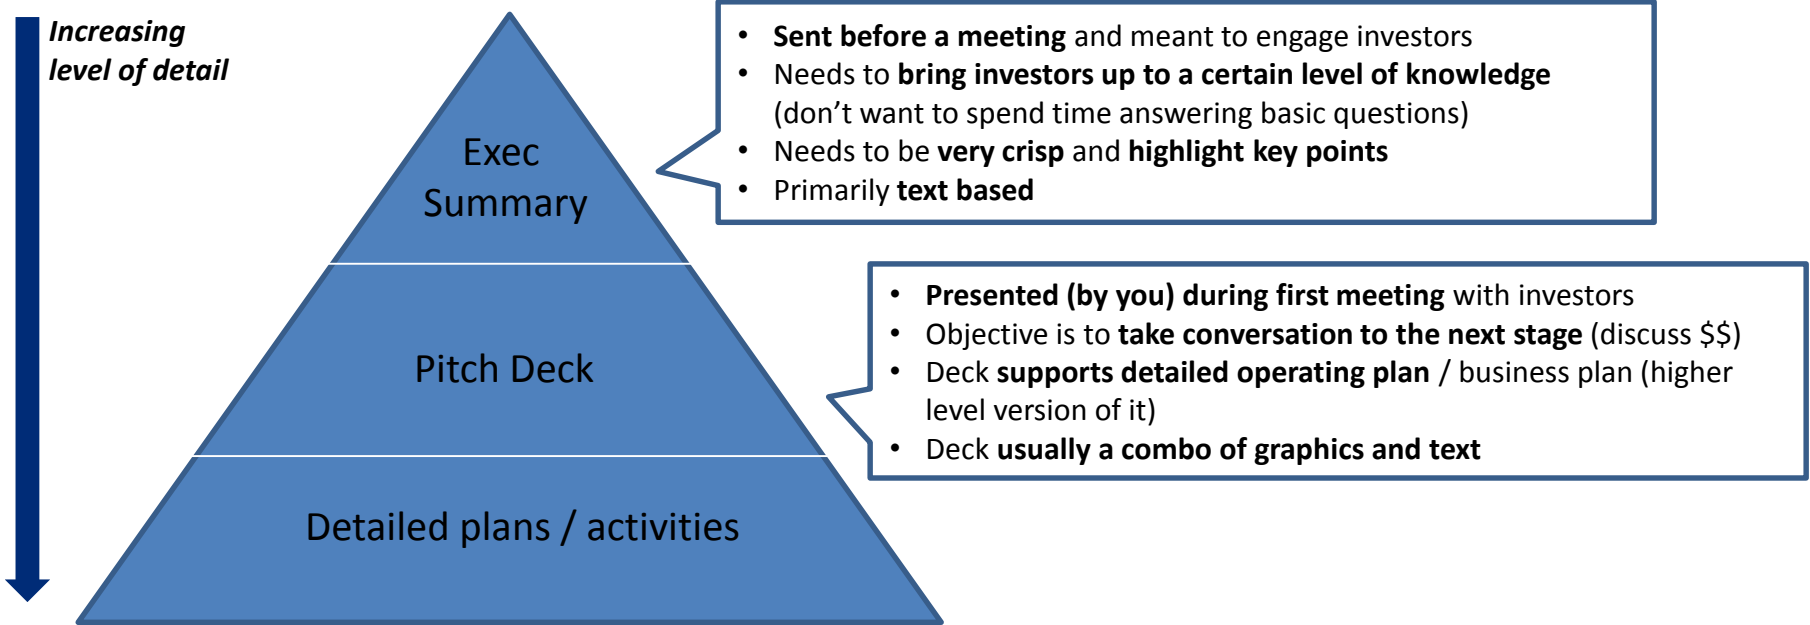 Increasing
level of detail
Exec
Summary
• Sent before a meeting and meant to engage investors
• Needs to bring investors up to a certain level of knowledge
(don’t want to spend time answering basic questions)
• Needs to be very crisp and highlight key points
• Primarily text based
Pitch Deck
• Presented (by you) during first meeting with investors
• Objective is to take conversation to the next stage (discuss $$)
• Deck supports detailed operating plan / business plan (higher
level version of it)
• Deck usually a combo of graphics and text
Detailed plans / activities